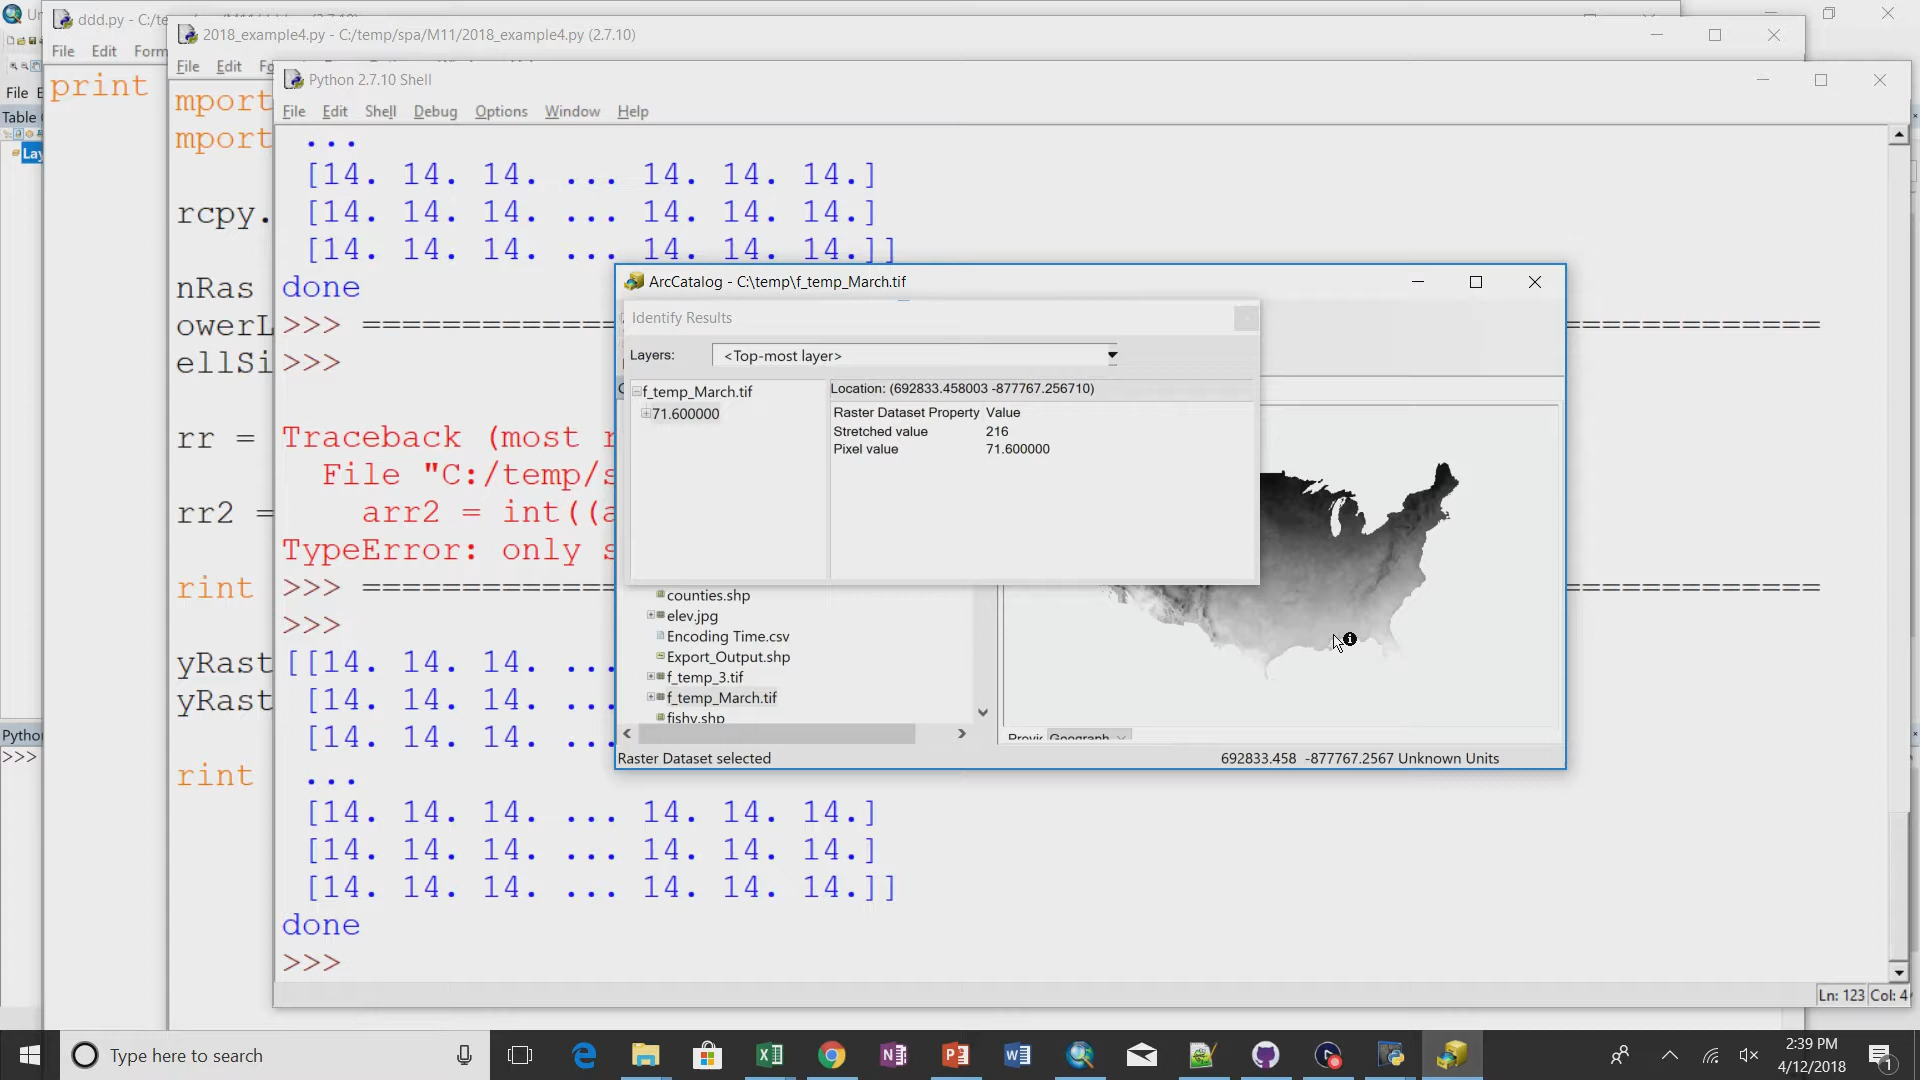 ddd.py - C:/te
File Edit Form
print
File E
Table
Lay
Python
>>>
2018_example4.py - C:/temp/spa/M11/2018_example4.py (2.7.10)
File Edit Fo
mport
mport
rcpy.
nRas
owerL
ellSi
rr =
rr2 =
rint
yRast
yRast
rint
Python 2.7.10 Shell
File Edit Shell Debug Options Window Help
...
[14. 14. 14. ... 14. 14. 14.]
[14. 14. 14. ... 14. 14. 14.]
[14. 14. 14. ... 14. 14. 14.]]
done
>>>
>>>
Traceback (most r
File "C:/temp/s
arr2 = int((a
TypeError: only s
>>>
>>>
[[14. 14. 14. ...
[14. 14. 14. ...
[14. 14. 14. ...
...
[14. 14. 14. ... 14. 14. 14.]
[14. 14. 14. ... 14. 14. 14.]
[14. 14. 14. ... 14. 14. 14.]]
done
>>>
Ln: 123 Col: 4
ArcCatalog - C:\temp\f_temp_March.tif
Identify Results
Layers: <Top-most layer>
f_temp_March.tif
71.600000
Location: (692833.458003 -877767.256710)
Raster Dataset Property Value
Stretched value 216
Pixel value 71.600000
counties.shp
elev.jpg
Encoding Time.csv
Export_Output.shp
f_temp_3.tif
f_temp_March.tif
fishy.shp
Geograph
Raster Dataset selected
692833.458 -877767.2567 Unknown Units
Type here to search
2:39 PM
4/12/2018
1